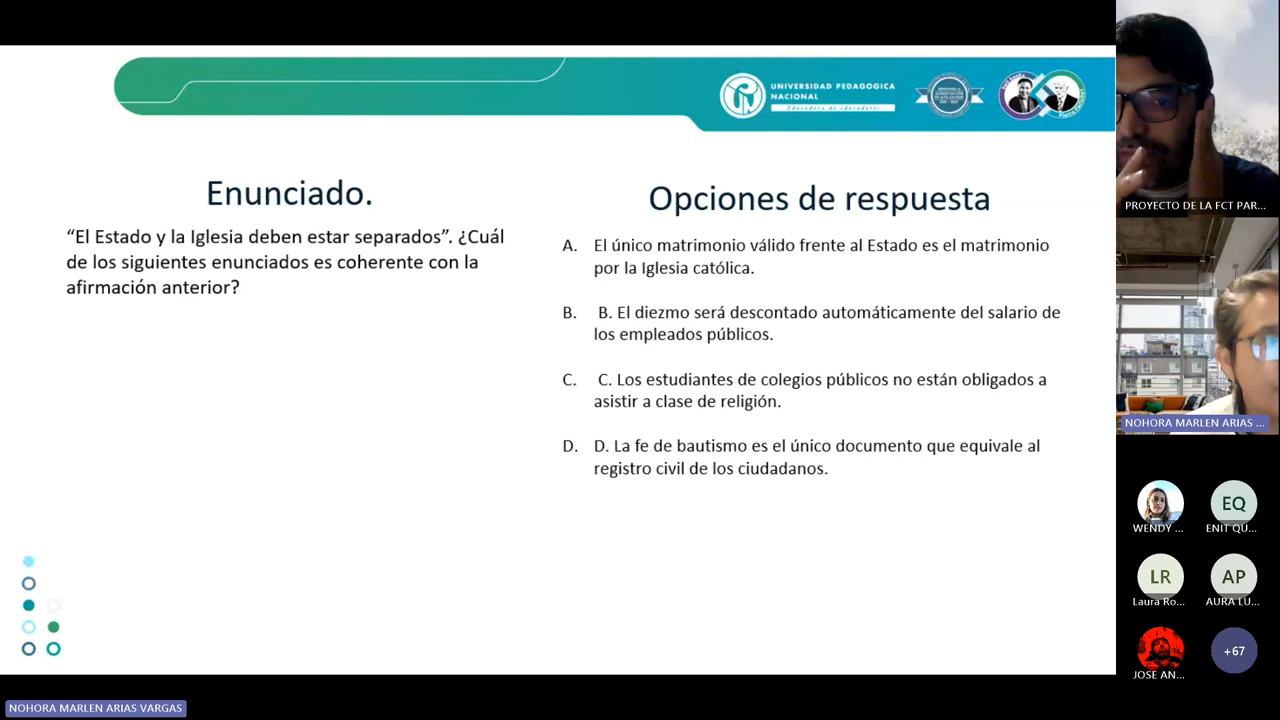 UNIVERSIDAD PEDAGOGICA
NACIONAL
Educadora de educadores
Enunciado.
“El Estado y la Iglesia deben estar separados”. ¿Cuál
de los siguientes enunciados es coherente con la
afirmación anterior?
Opciones de respuesta
A. El único matrimonio válido frente al Estado es el matrimonio
por la Iglesia católica.
B. B. El diezmo será descontado automáticamente del salario de
los empleados públicos.
C. C. Los estudiantes de colegios públicos no están obligados a
asistir a clase de religión.
D. D. La fe de bautismo es el único documento que equivale al
registro civil de los ciudadanos.
PROYECTO DE LA FCT PAR...
NOHORA MARLEN ARIAS ...
WENDY ...
EQ
ENIT QU...
LR
Laura Ro...
AP
AURA LU...
JOSE AN...
+67
NOHORA MARLEN ARIAS VARGAS